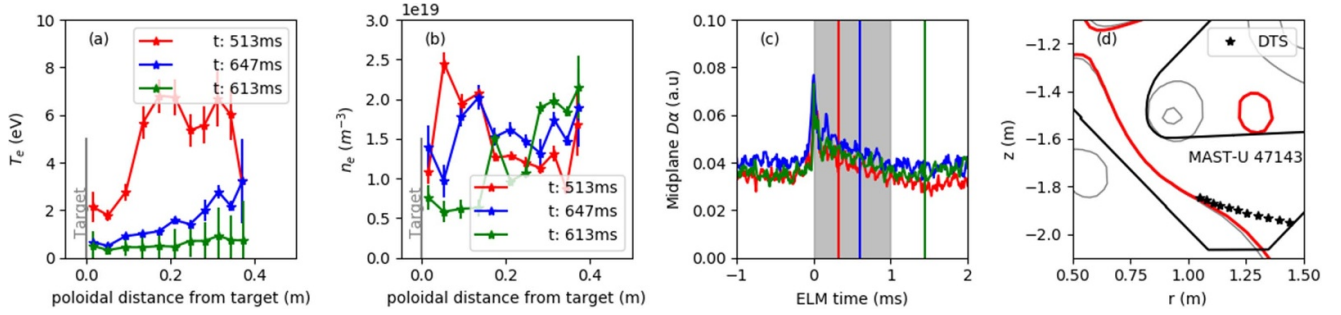 (a)
t: 513ms
t: 647ms
t: 613ms
10
8
6
4
2
0
Tₑ (eV)
Target
0.0 0.2 0.4
poloidal distance from target (m)
1e19
(b)
3.0
2.5
2.0
1.5
1.0
0.5
0.0
nₑ (m⁻³)
Target
t: 513ms
t: 647ms
t: 613ms
0.0 0.2 0.4
poloidal distance from target (m)
(c)
0.10
0.08
0.06
0.04
0.02
0.00
Midplane Dα (a.u)
−1 0 1 2
ELM time (ms)
(d)
DTS
−1.2
−1.4
−1.6
−1.8
−2.0
z (m)
MAST-U 47143
0.50 0.75 1.00 1.25 1.50
r (m)